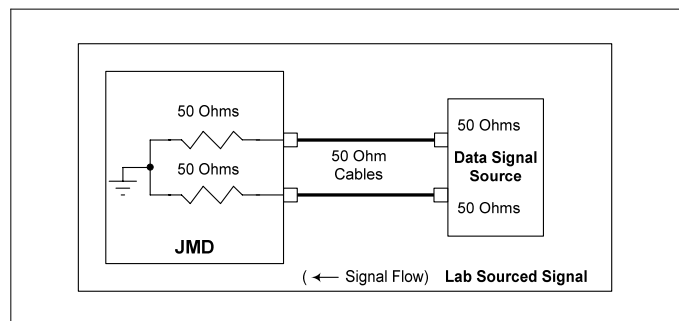 50 Ohms
50 Ohms
JMD
50 Ohm
Cables
50 Ohms
Data Signal
Source
50 Ohms
( ← Signal Flow) Lab Sourced Signal